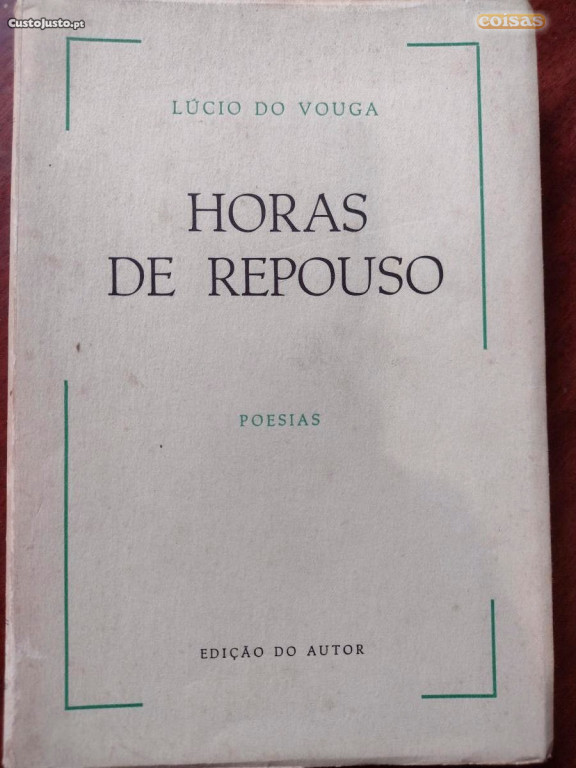 CustoJusto.pt
coisas
LÚCIO DO VOUGA
HORAS
DE REPOUSO
POESIAS
EDIÇÃO DO AUTOR